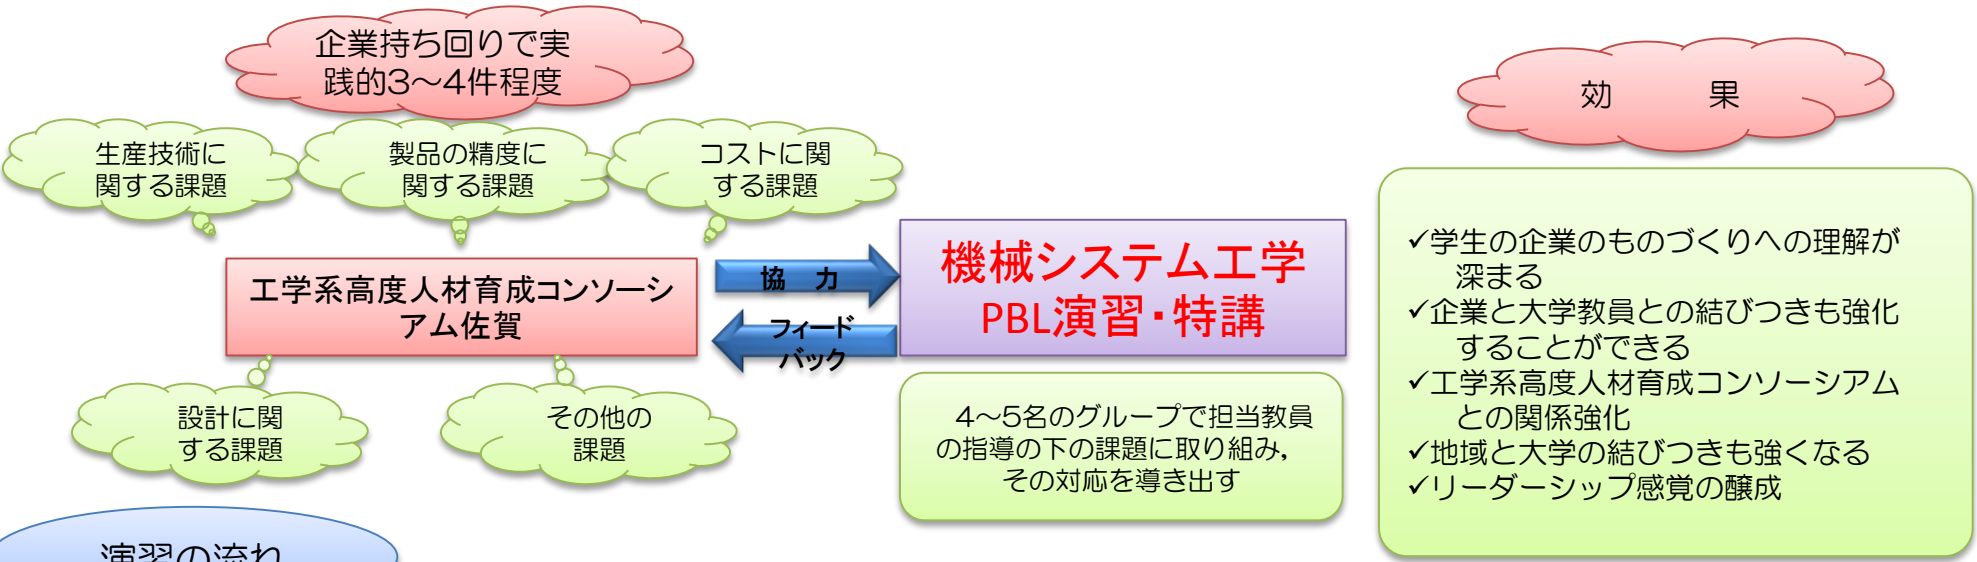 企業持ち回りで実
践的3～4件程度
生産技術に
関する課題
製品の精度に
関する課題
コストに関
する課題
工学系高度人材育成コンソーシ
アム佐賀
協　力
フィード
バック
機械システム工学
PBL演習・特講
設計に関
する課題
その他の
課題
4～5名のグループで担当教員
の指導の下の課題に取り組み，
その対応を導き出す
効　果
✓学生の企業のものづくりへの理解が
深まる
✓企業と大学教員との結びつきも強化
することができる
✓工学系高度人材育成コンソーシアム
との関係強化
✓地域と大学の結びつきも強くなる
✓リーダーシップ感覚の醸成
演習の流れ